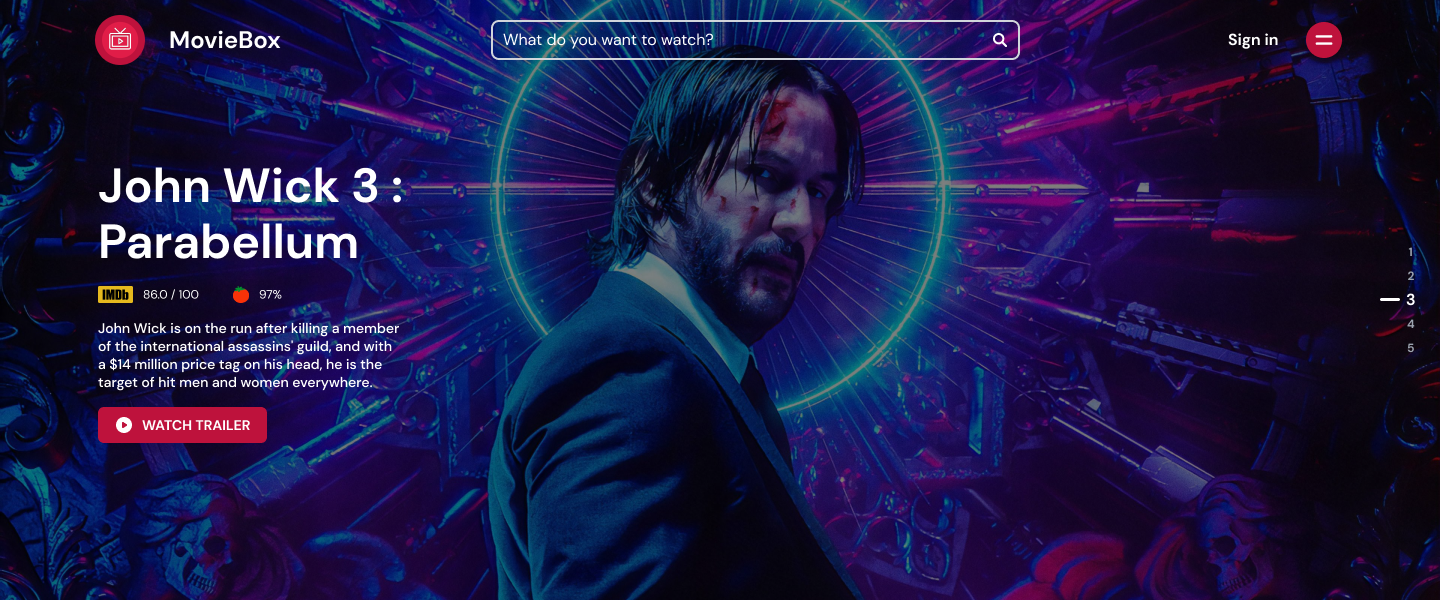 MovieBox
What do you want to watch?
Sign in
John Wick 3 :
Parabellum
IMDb 86.0 / 100 97%
John Wick is on the run after killing a member
of the international assassins' guild, and with
a $14 million price tag on his head, he is the
target of hit men and women everywhere.
WATCH TRAILER
1
2
3
4
5